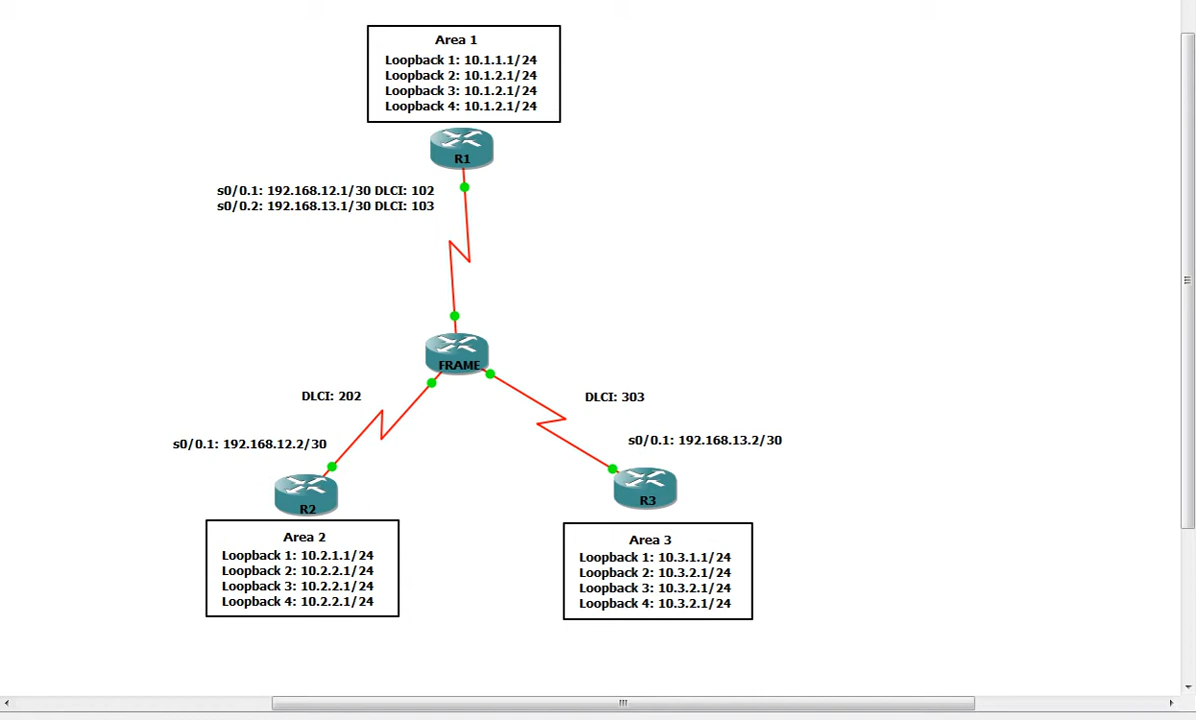 Area 1
Loopback 1: 10.1.1.1/24
Loopback 2: 10.1.2.1/24
Loopback 3: 10.1.2.1/24
Loopback 4: 10.1.2.1/24
R1
s0/0.1: 192.168.12.1/30 DLCI: 102
s0/0.2: 192.168.13.1/30 DLCI: 103
FRAME
DLCI: 202
DLCI: 303
s0/0.1: 192.168.12.2/30
s0/0.1: 192.168.13.2/30
R2
R3
Area 2
Loopback 1: 10.2.1.1/24
Loopback 2: 10.2.2.1/24
Loopback 3: 10.2.2.1/24
Loopback 4: 10.2.2.1/24
Area 3
Loopback 1: 10.3.1.1/24
Loopback 2: 10.3.2.1/24
Loopback 3: 10.3.2.1/24
Loopback 4: 10.3.2.1/24